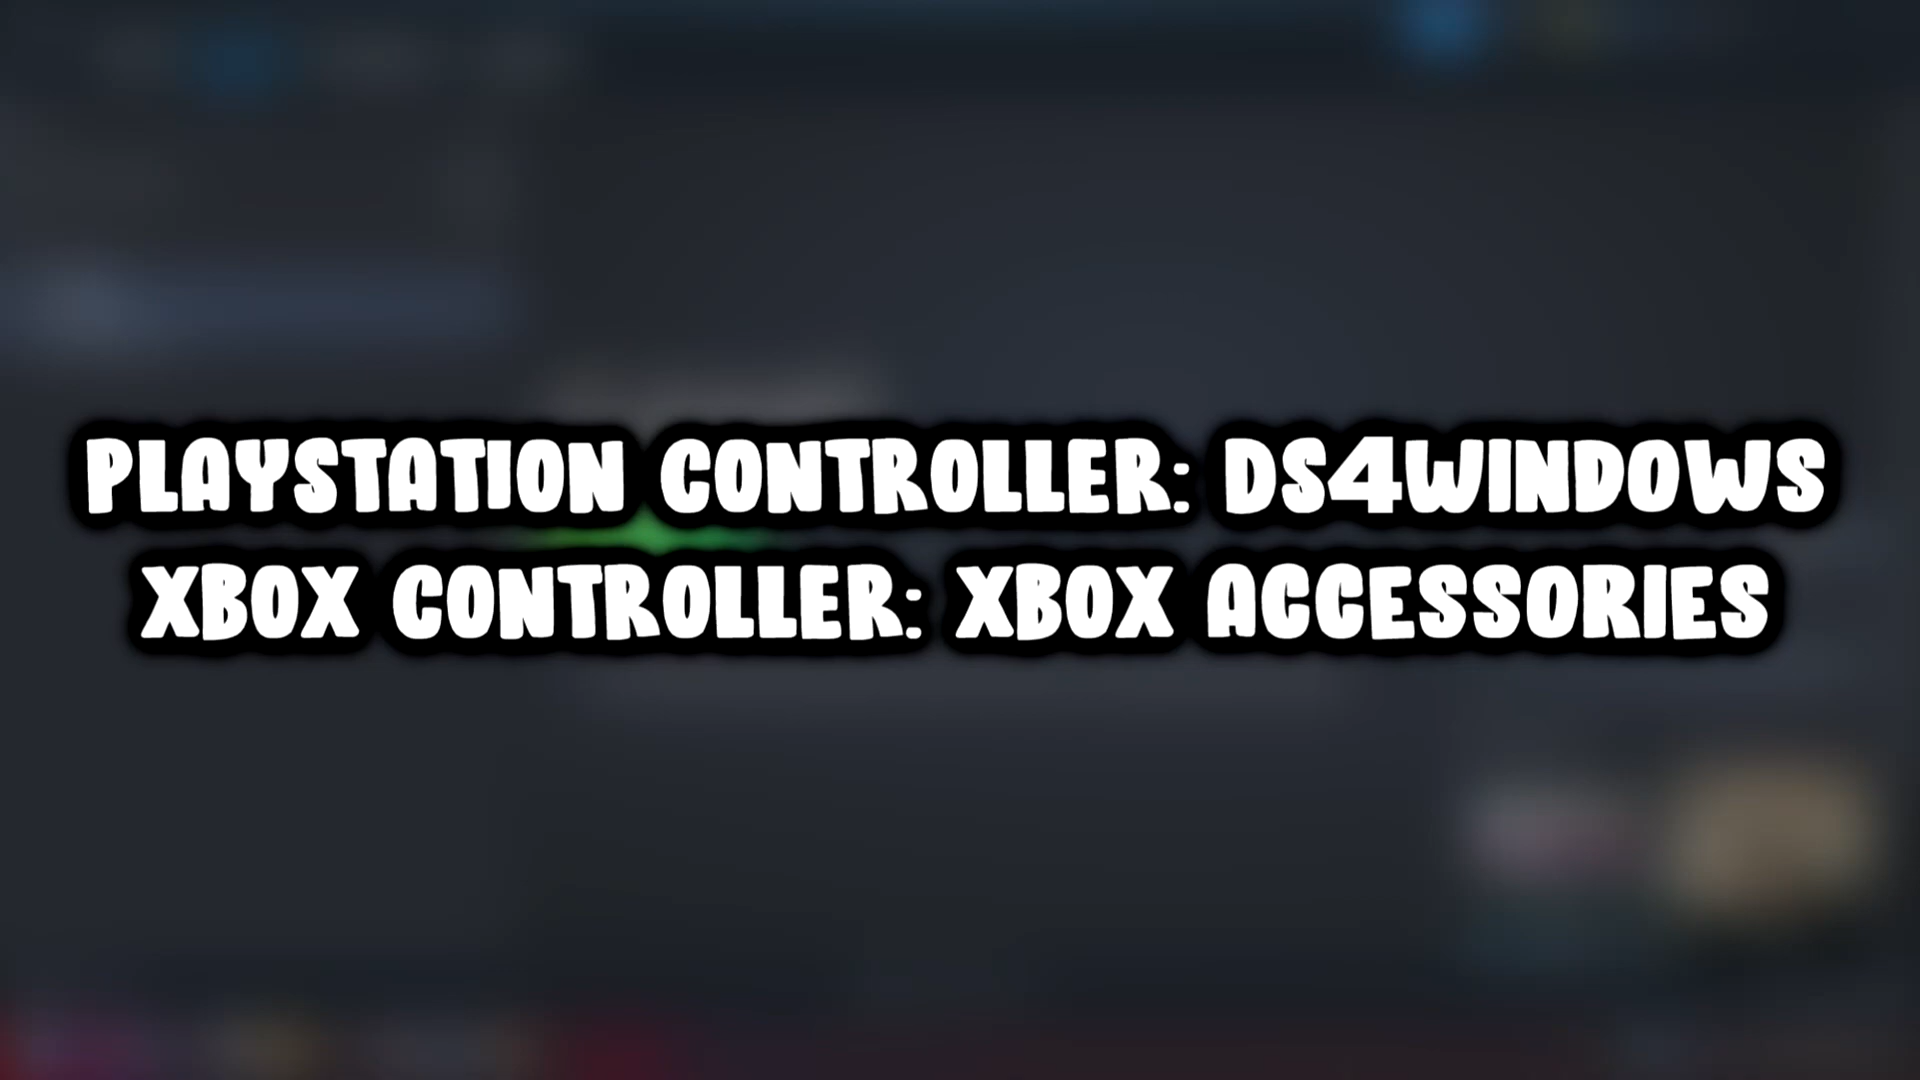 PLAYSTATION CONTROLLER: DS4WINDOWS
XBOX CONTROLLER: XBOX ACCESSORIES